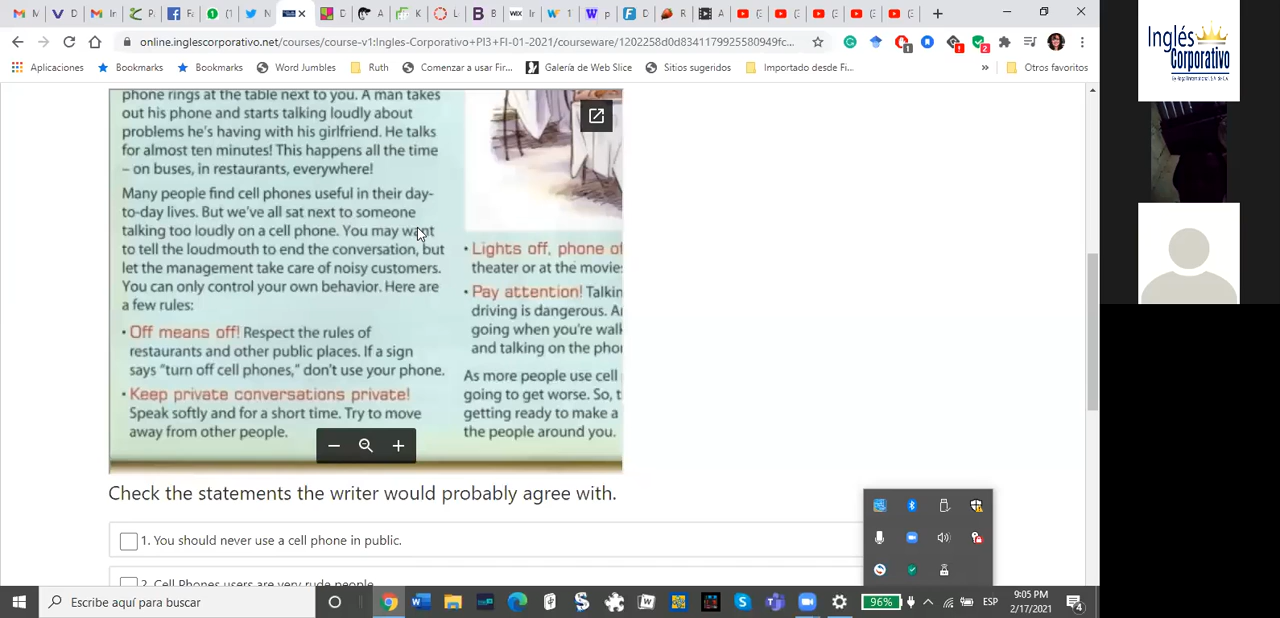 online.inglescorporativo.net/courses/course-v1:Ingles-Corporativo+PI3+FI-01-2021/courseware/1202258d0d8341179925580949fc...
Aplicaciones Bookmarks Bookmarks Word Jumbles Ruth Comenzar a usar Fir... Galería de Web Slice Sitios sugeridos Importado desde Fi... » Otros favoritos
phone rings at the table next to you. A man takes
out his phone and starts talking loudly about
problems he's having with his girlfriend. He talks
for almost ten minutes! This happens all the time
– on buses, in restaurants, everywhere!
Many people find cell phones useful in their day-
to-day lives. But we've all sat next to someone
talking too loudly on a cell phone. You may want
to tell the loudmouth to end the conversation, but
let the management take care of noisy customers.
You can only control your own behavior. Here are
a few rules:
• Off means off! Respect the rules of
restaurants and other public places. If a sign
says "turn off cell phones," don't use your phone.
• Keep private conversations private!
Speak softly and for a short time. Try to move
away from other people.
• Lights off, phone of
theater or at the movie
• Pay attention! Talkin
driving is dangerous. A
going when you're wal
and talking on the pho
As more people use cell
going to get worse. So, t
getting ready to make a
the people around you.
Check the statements the writer would probably agree with.
1. You should never use a cell phone in public.
2. Cell Phones users are very rude people
Escribe aquí para buscar
96%
ESP
9:05 PM
2/17/2021
4
Inglés
Corporativo